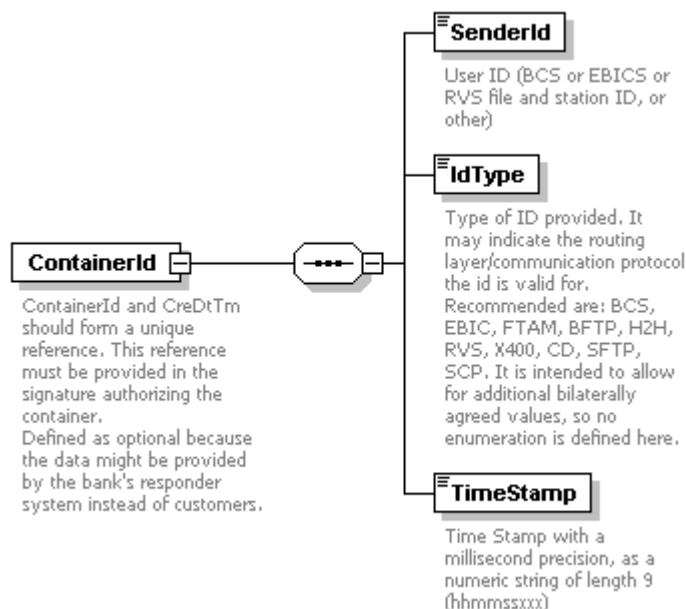 SenderId
User ID (BCS or EBICS or
RVS file and station ID, or
other)
IdType
Type of ID provided. It
may indicate the routing
layer/communication protocol
the id is valid for.
Recommended are: BCS,
EBIC, FTAM, BFTP, H2H,
RVS, X400, CD, SFTP,
SCP. It is intended to allow
for additional bilaterally
agreed values, so no
enumeration is defined here.
ContainerId
ContainerId and CreDtTm
should form a unique
reference. This reference
must be provided in the
signature authorizing the
container.
Defined as optional because
the data might be provided
by the bank's responder
system instead of customers.
TimeStamp
Time Stamp with a
millisecond precision, as a
numeric string of length 9
(hhmmssxxx)